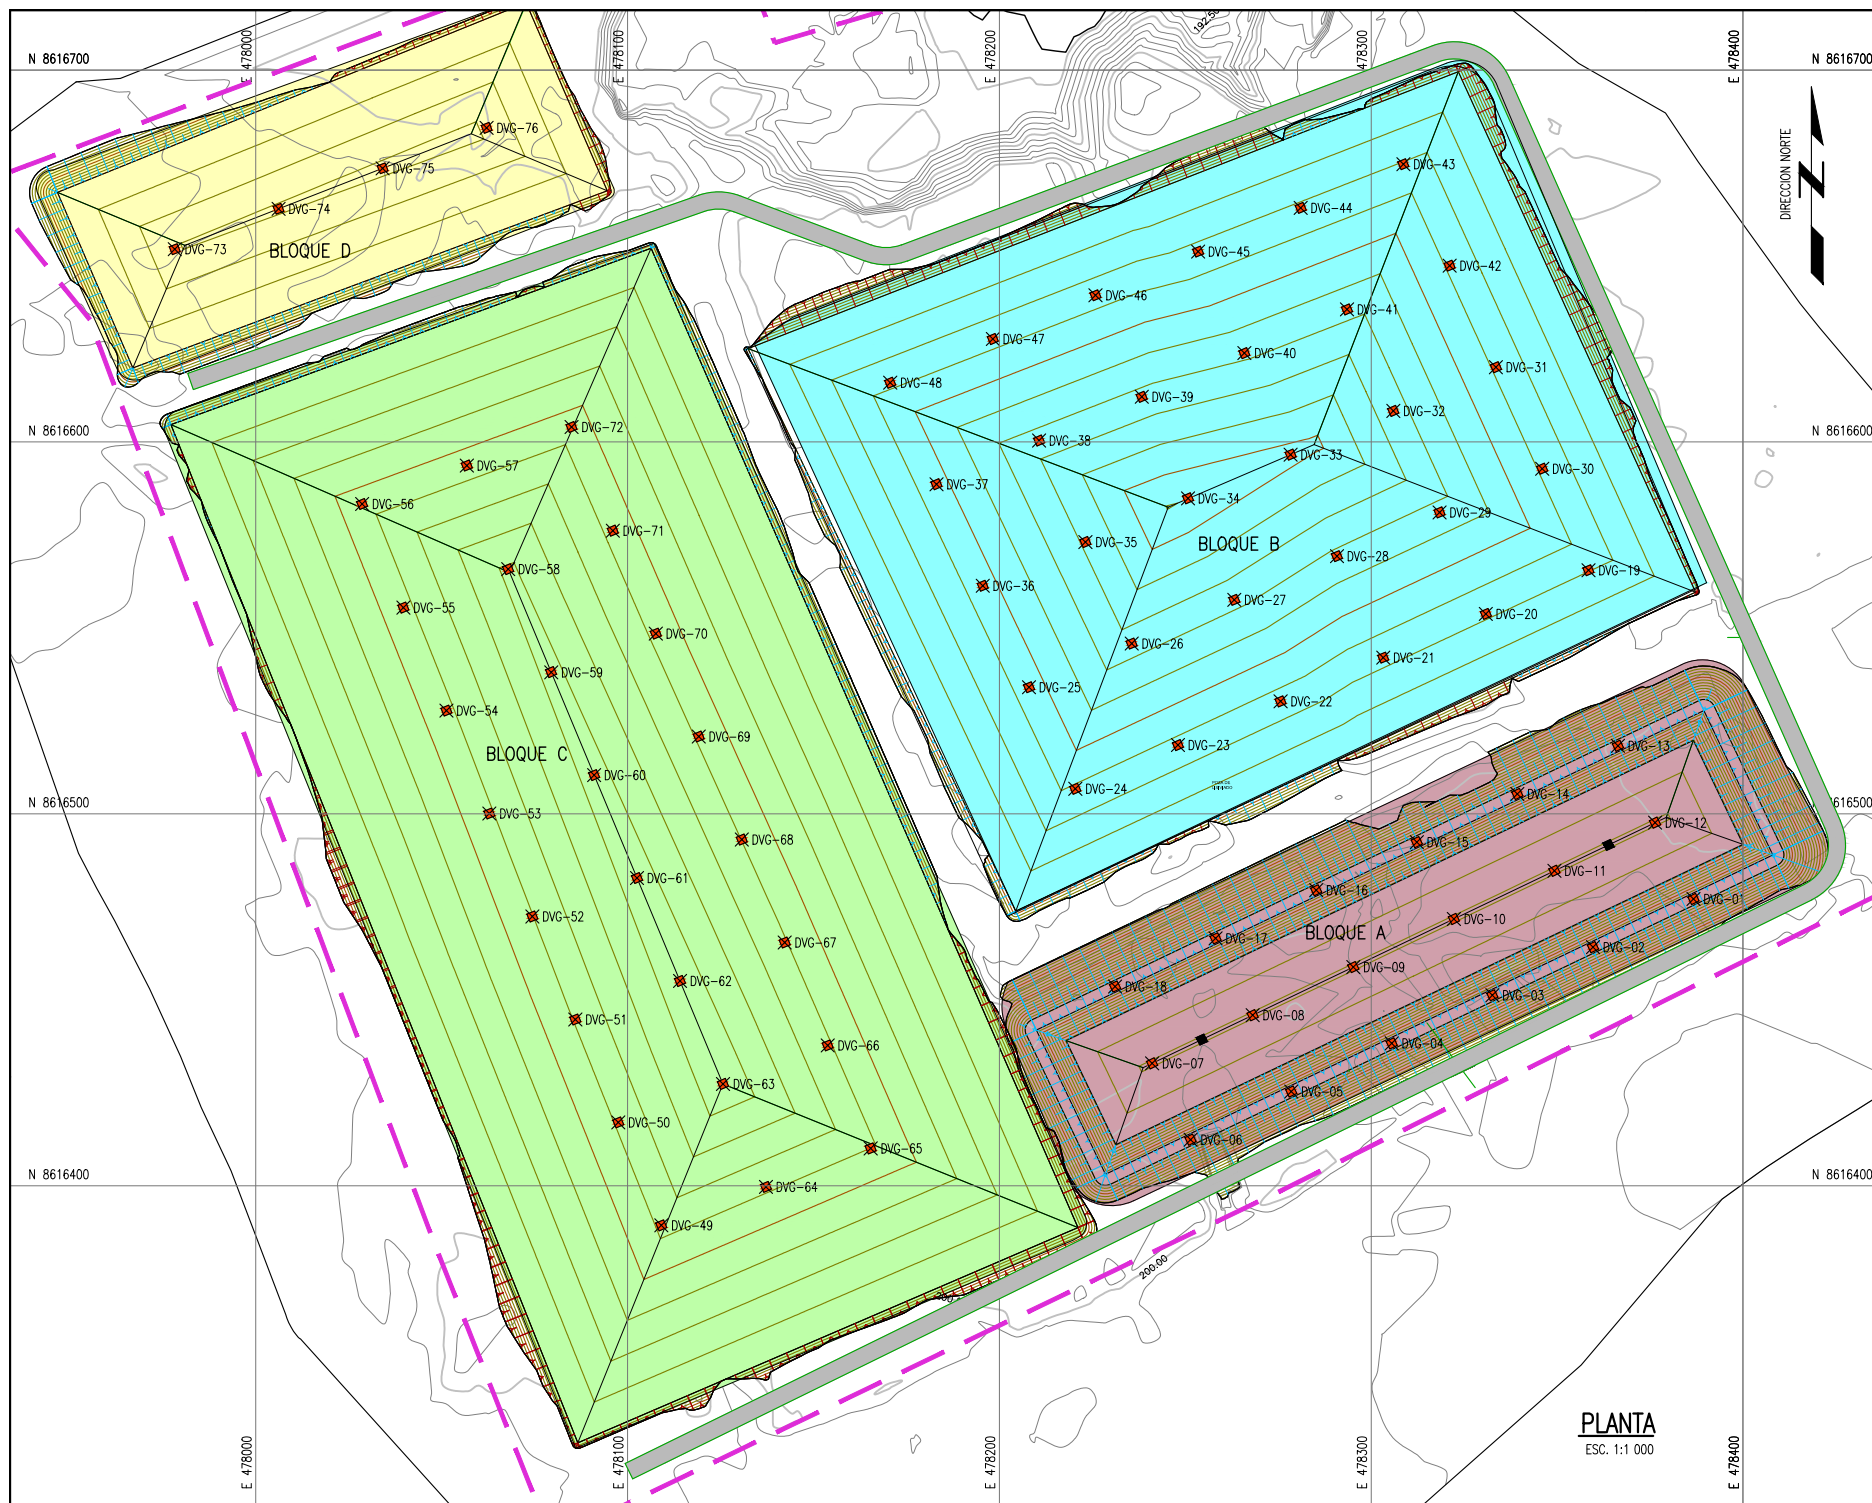 192.50
E 478000
E 478100
E 478200
E 478300
E 478400
N 8616700
N 8616700
DIRECCION NORTE
N
DVG-76
DVG-75
DVG-74
DVG-73
BLOQUE D
DVG-43
DVG-44
DVG-45
DVG-42
DVG-46
DVG-41
DVG-47
DVG-40
DVG-31
DVG-48
DVG-39
DVG-32
DVG-38
DVG-33
DVG-30
DVG-37
DVG-34
DVG-29
DVG-35
BLOQUE B
DVG-28
DVG-19
DVG-36
DVG-27
DVG-20
DVG-26
DVG-21
DVG-25
DVG-22
DVG-23
DVG-24
N 8616600
N 8616600
DVG-72
DVG-57
DVG-56
DVG-71
DVG-58
DVG-55
DVG-70
DVG-59
DVG-54
DVG-69
BLOQUE C
DVG-60
DVG-53
DVG-68
DVG-61
DVG-52
DVG-67
DVG-62
DVG-51
DVG-66
DVG-63
DVG-50
DVG-65
DVG-64
DVG-49
N 8616500
616500
DVG-13
DVG-14
DVG-12
DVG-15
DVG-11
DVG-16
DVG-01
DVG-10
DVG-17
BLOQUE A
DVG-02
DVG-09
DVG-18
DVG-03
DVG-08
DVG-04
DVG-07
DVG-05
DVG-06
N 8616400
N 8616400
200.00
PLANTA
ESC. 1:1 000
E 478000
E 478100
E 478200
E 478300
E 478400